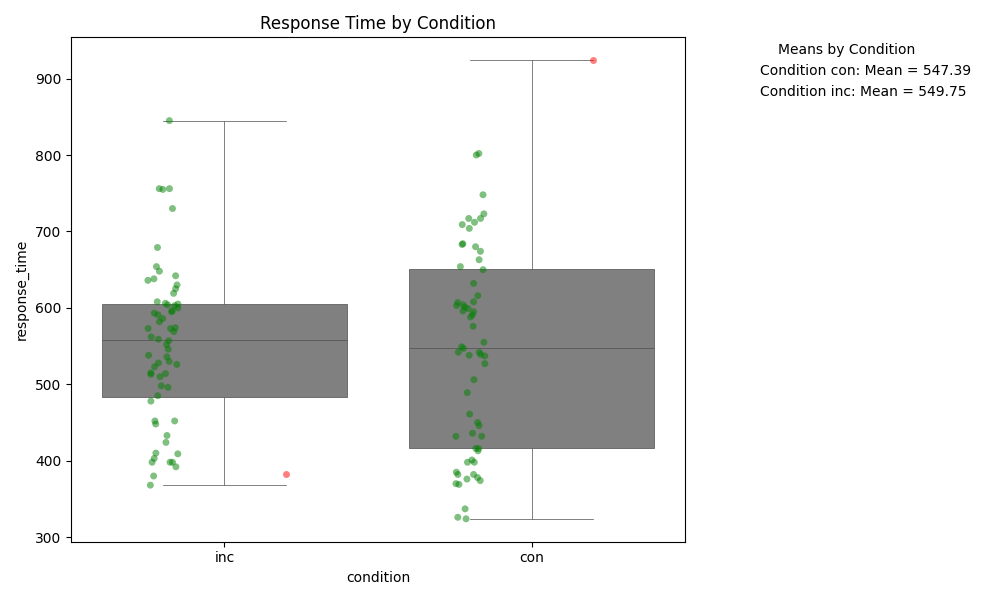 Response Time by Condition
Means by Condition
Condition con: Mean = 547.39
Condition inc: Mean = 549.75
response_time
900
800
700
600
500
400
300
inc
con
condition